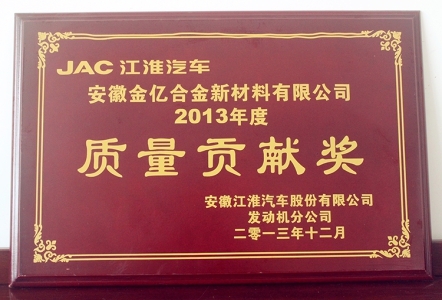 JAC 江淮汽车
安徽金亿合金新材料有限公司
2013年度
质量贡献奖
安徽江淮汽车股份有限公司
发动机分公司
二零一三年十二月